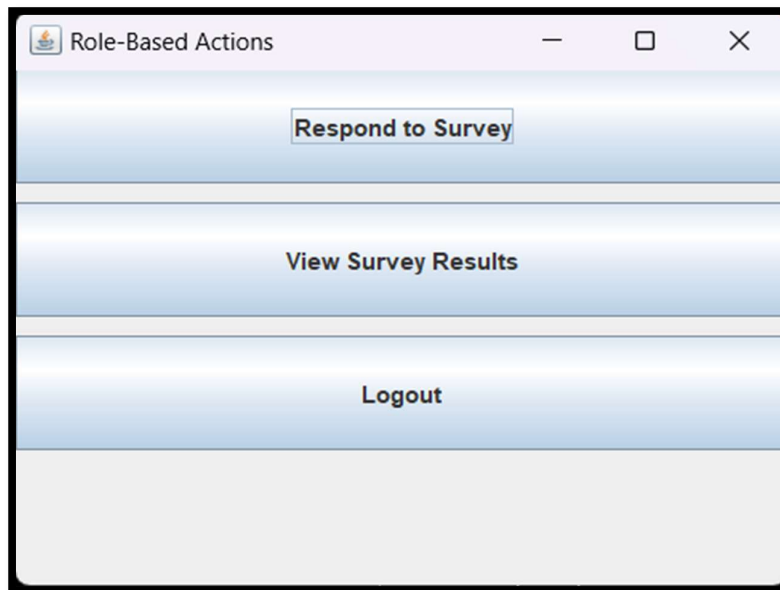 Role-Based Actions
Respond to Survey
View Survey Results
Logout